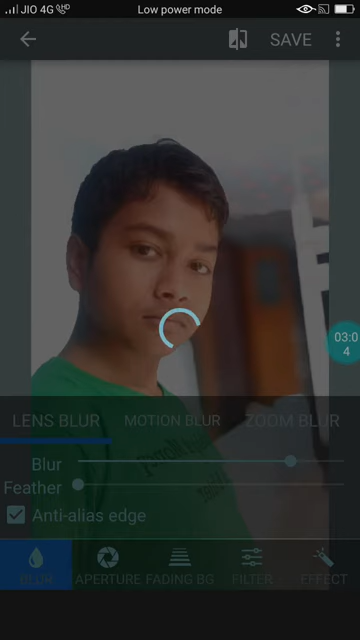 JIO 4G Low power mode
SAVE
03:0
4
LENS BLUR MOTION BLUR ZOOM BLUR
Blur
Feather
Anti-alias edge
BLUR APERTURE FADING BG FILTER EFFECT